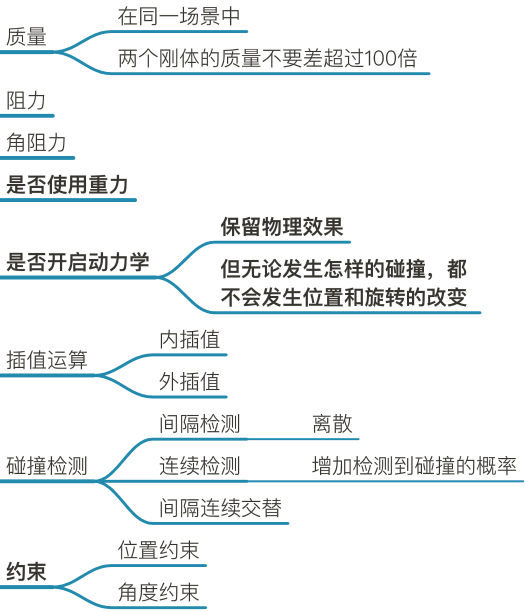 质量
在同一场景中
两个刚体的质量不要差超过100倍
阻力
角阻力
是否使用重力
是否开启动力学
保留物理效果
但无论发生怎样的碰撞，都
不会发生位置和旋转的改变
插值运算
内插值
外插值
碰撞检测
间隔检测
离散
连续检测
增加检测到碰撞的概率
间隔连续交替
约束
位置约束
角度约束